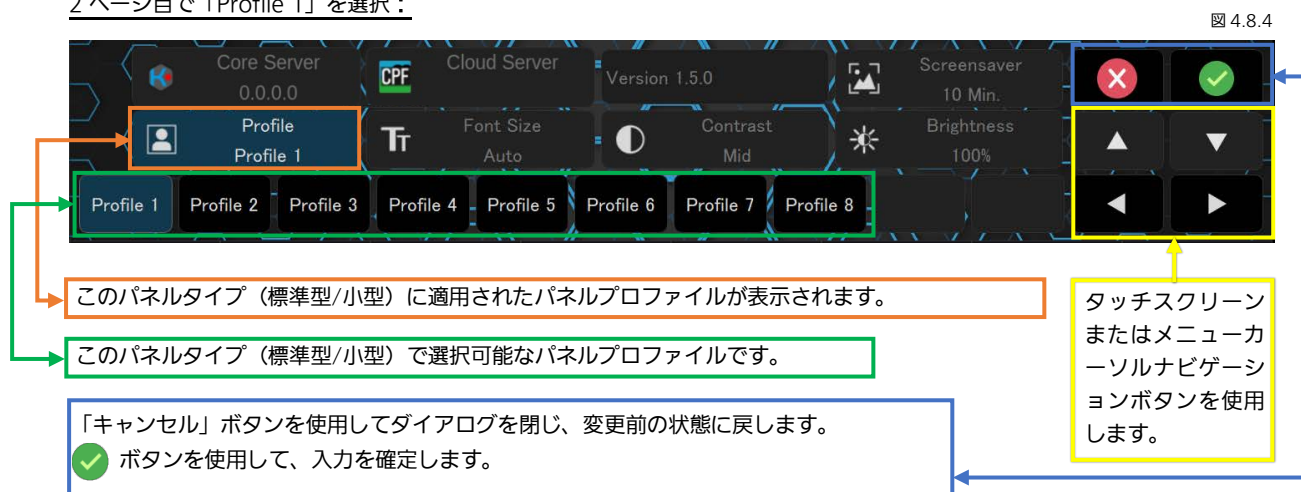 2 ページ目で「Profile 1」を選択：
図 4.8.4
Core Server
0.0.0.0
CPF
Cloud Server
Version 1.5.0
Screensaver
10 Min.
Profile
Profile 1
TT
Font Size
Auto
Contrast
Mid
Brightness
100%
Profile 1 Profile 2 Profile 3 Profile 4 Profile 5 Profile 6 Profile 7 Profile 8
このパネルタイプ（標準型/小型）に適用されたパネルプロファイルが表示されます。
このパネルタイプ（標準型/小型）で選択可能なパネルプロファイルです。
タッチスクリーン
またはメニューカ
ーソルナビゲーシ
ョンボタンを使用
します。
「キャンセル」ボタンを使用してダイアログを閉じ、変更前の状態に戻します。
ボタンを使用して、入力を確定します。